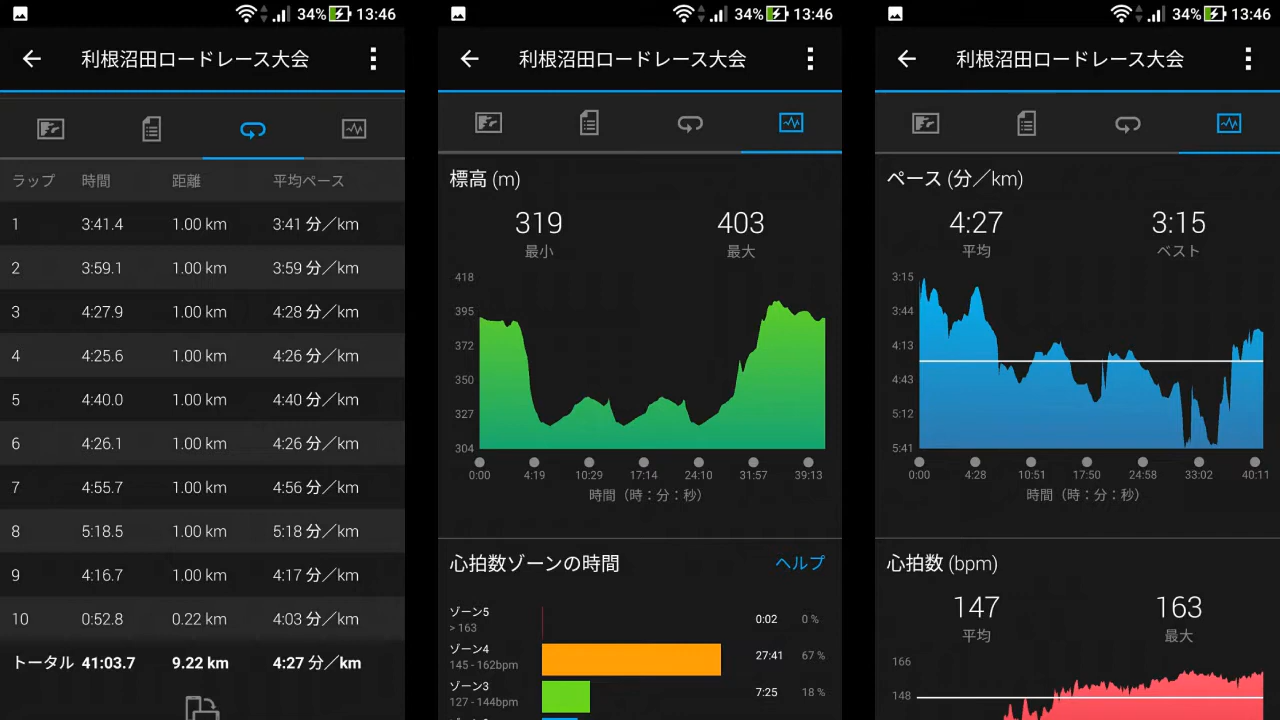 34% 13:46
利根沼田ロードレース大会
ラップ 時間 距離 平均ペース
1 3:41.4 1.00 km 3:41 分／km
2 3:59.1 1.00 km 3:59 分／km
3 4:27.9 1.00 km 4:28 分／km
4 4:25.6 1.00 km 4:26 分／km
5 4:40.0 1.00 km 4:40 分／km
6 4:26.1 1.00 km 4:26 分／km
7 4:55.7 1.00 km 4:56 分／km
8 5:18.5 1.00 km 5:18 分／km
9 4:16.7 1.00 km 4:17 分／km
10 0:52.8 0.22 km 4:03 分／km
トータル 41:03.7 9.22 km 4:27 分／km
34% 13:46
利根沼田ロードレース大会
標高 (m)
319 403
最小 最大
418
395
372
350
327
304
0:00 4:19 10:29 17:14 24:10 31:57 39:13
時間（時：分：秒）
心拍数ゾーンの時間 ヘルプ
ゾーン5
> 163 0:02 0 %
ゾーン4
145 - 162bpm 27:41 67 %
ゾーン3
127 - 144bpm 7:25 18 %
34% 13:46
利根沼田ロードレース大会
ペース (分／km)
4:27 3:15
平均 ベスト
3:15
3:44
4:13
4:43
5:12
5:41
0:00 4:28 10:51 17:50 24:58 33:02 40:11
時間（時：分：秒）
心拍数 (bpm)
147 163
平均 最大
166
148